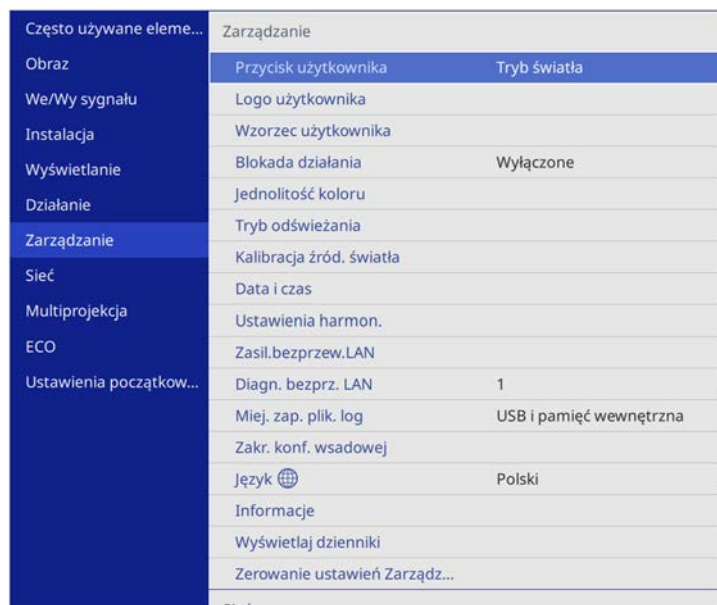 Często używane eleme...
Obraz
We/Wy sygnału
Instalacja
Wyświetlanie
Działanie
Zarządzanie
Sieć
Multiprojekcja
ECO
Ustawienia początkow...
Zarządzanie
Przycisk użytkownika Tryb światła
Logo użytkownika
Wzorzec użytkownika
Blokada działania Wyłączone
Jednolitość koloru
Tryb odświeżania
Kalibracja źród. światła
Data i czas
Ustawienia harmon.
Zasil.bezprzew.LAN
Diagn. bezprz. LAN 1
Miej. zap. plik. log USB i pamięć wewnętrzna
Zakr. konf. wsadowej
Język Polski
Informacje
Wyświetlaj dzienniki
Zerowanie ustawień Zarządz...